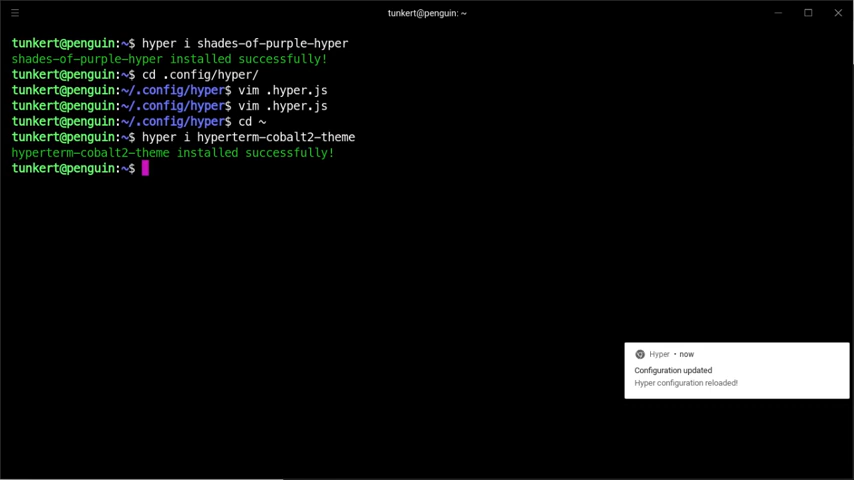 tunkert@penguin: ~
tunkert@penguin:~$ hyper i shades-of-purple-hyper
shades-of-purple-hyper installed successfully!
tunkert@penguin:~$ cd .config/hyper/
tunkert@penguin:~/.config/hyper$ vim .hyper.js
tunkert@penguin:~/.config/hyper$ vim .hyper.js
tunkert@penguin:~/.config/hyper$ cd ~
tunkert@penguin:~$ hyper i hyperterm-cobalt2-theme
hyperterm-cobalt2-theme installed successfully!
tunkert@penguin:~$
Hyper • now
Configuration updated
Hyper configuration reloaded!